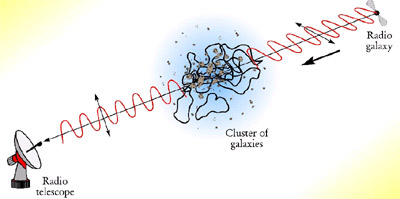 Radio
galaxy
Cluster of
galaxies
Radio
telescope